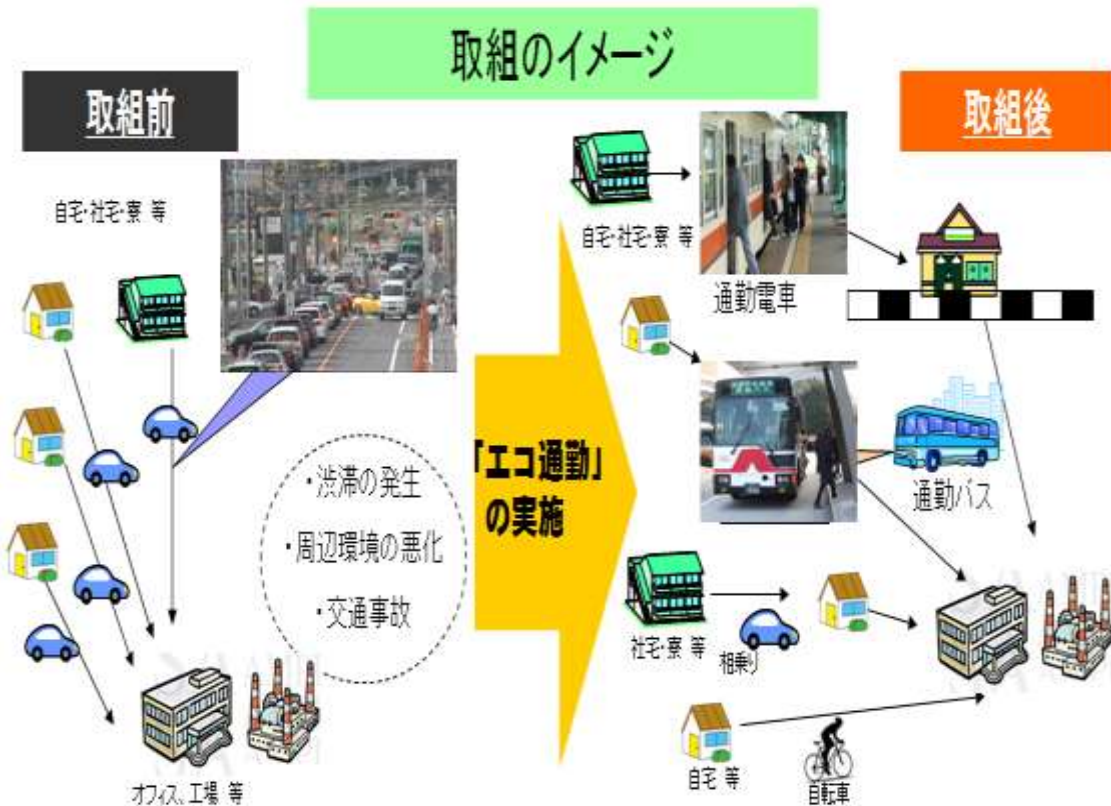 取組のイメージ
取組前
自宅・社宅・寮 等
・渋滞の発生
・周辺環境の悪化
・交通事故
オフィス、工場 等
「エコ通勤」
の実施
取組後
自宅・社宅・寮 等
通勤電車
通勤バス
社宅・寮 等
相乗り
自宅 等
自転車